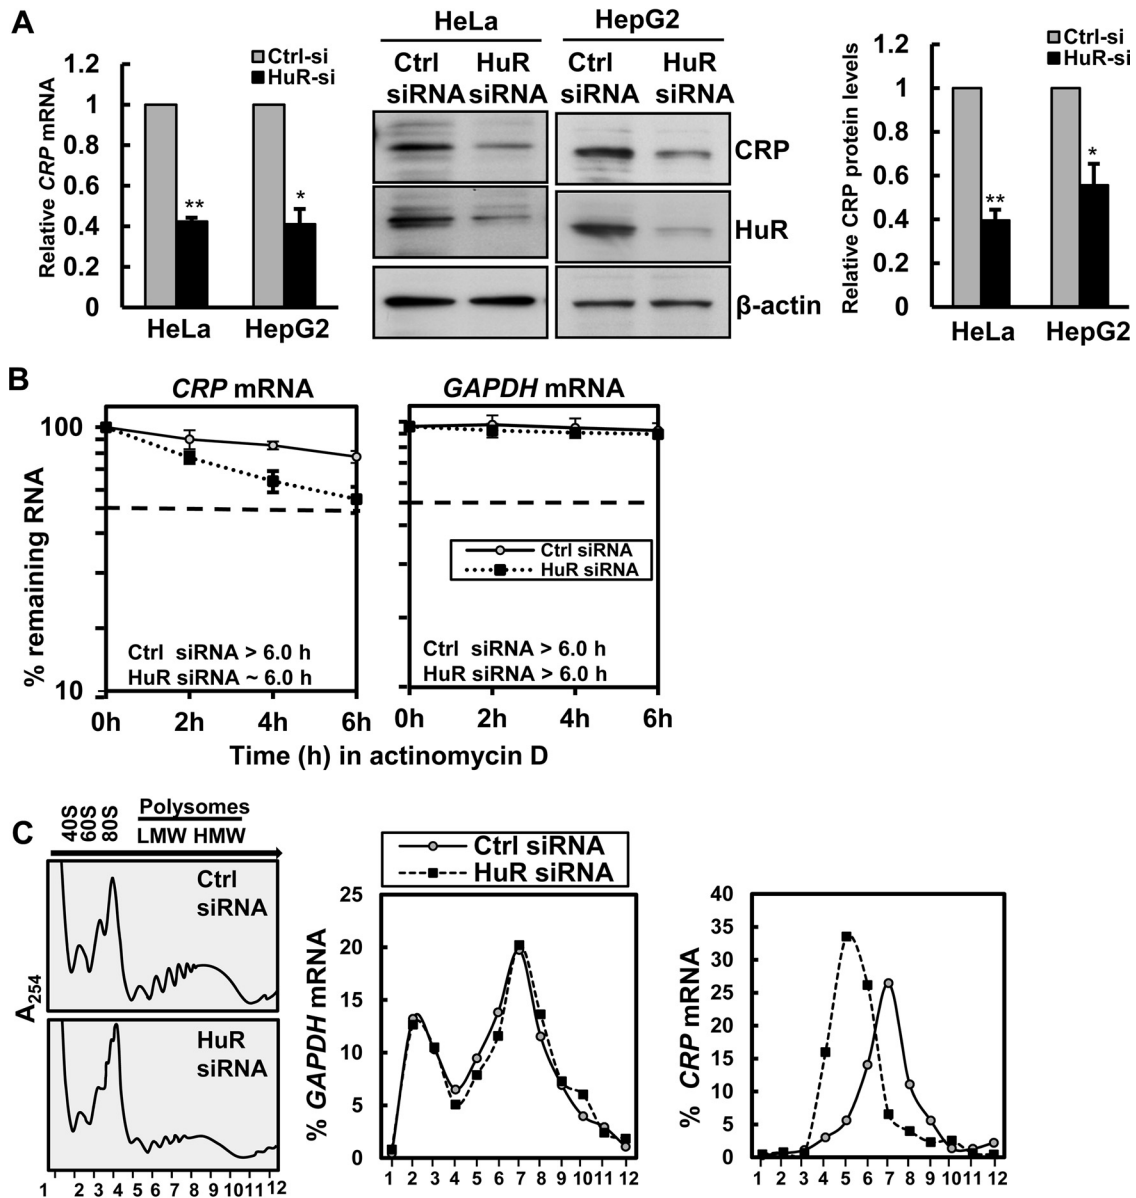 A
HeLa
HepG2
Ctrl siRNA
HuR siRNA
Ctrl siRNA
HuR siRNA
CRP
HuR
β-actin
Relative CRP mRNA
Ctrl-si
HuR-si
1.2
1
0.8
0.6
0.4
0.2
0
**
*
HeLa
HepG2
Relative CRP protein levels
Ctrl-si
HuR-si
1.2
1
0.8
0.6
0.4
0.2
0
**
*
HeLa
HepG2
B
CRP mRNA
GAPDH mRNA
% remaining RNA
100
10
Ctrl siRNA > 6.0 h
HuR siRNA ~ 6.0 h
0h 2h 4h 6h
Ctrl siRNA
HuR siRNA
Ctrl siRNA > 6.0 h
HuR siRNA > 6.0 h
0h 2h 4h 6h
Time (h) in actinomycin D
C
40S
60S
80S
Polysomes
LMW HMW
Ctrl
siRNA
A254
HuR
siRNA
1 2 3 4 5 6 7 8 9 10 11 12
Ctrl siRNA
HuR siRNA
% GAPDH mRNA
25
20
15
10
5
0
1 2 3 4 5 6 7 8 9 10 11 12
% CRP mRNA
40
35
30
25
20
15
10
5
0
1 2 3 4 5 6 7 8 9 10 11 12